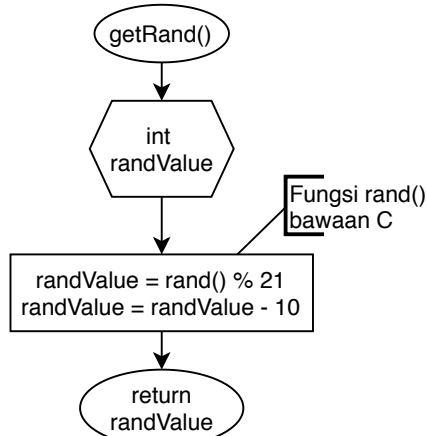 getRand()
int
randValue
Fungsi rand()
bawaan C
randValue = rand() % 21
randValue = randValue - 10
return
randValue